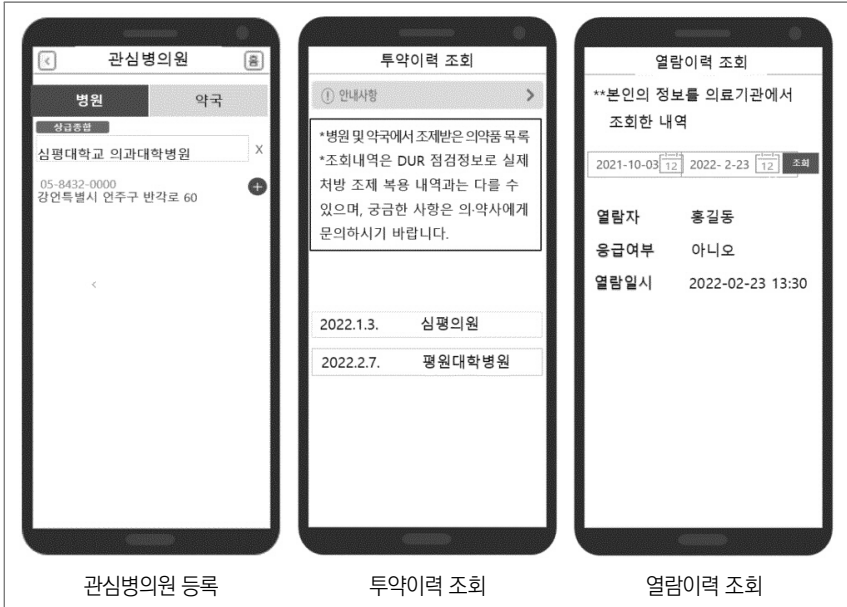 관심병의원
홈
병원
약국
상급종합
심평대학교 의과대학병원
X
05-8432-0000
강언특별시 언주구 반각로 60
투약이력 조회
안내사항
*병원 및 약국에서 조제받은 의약품 목록
*조회내역은 DUR 점검정보로 실제
처방 조제 복용 내역과는 다를 수
있으며, 궁금한 사항은 의·약사에게
문의하시기 바랍니다.
2022.1.3. 심평의원
2022.2.7. 평원대학병원
열람이력 조회
**본인의 정보를 의료기관에서
조회한 내역
2021-10-03 12 2022- 2-23 12 조회
열람자 홍길동
응급여부 아니오
열람일시 2022-02-23 13:30
관심병의원 등록
투약이력 조회
열람이력 조회